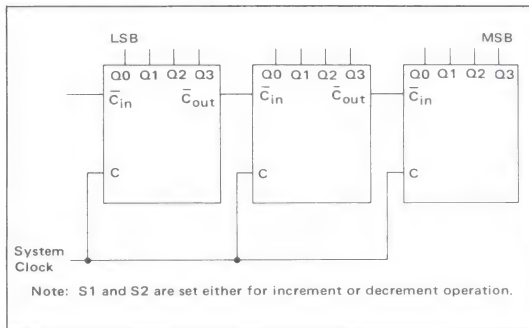 LSB MSB
Q0 Q1 Q2 Q3 Q0 Q1 Q2 Q3 Q0 Q1 Q2 Q3
C̅in C̅out C̅in C̅out C̅in
C C C
System
Clock
Note: S1 and S2 are set either for increment or decrement operation.